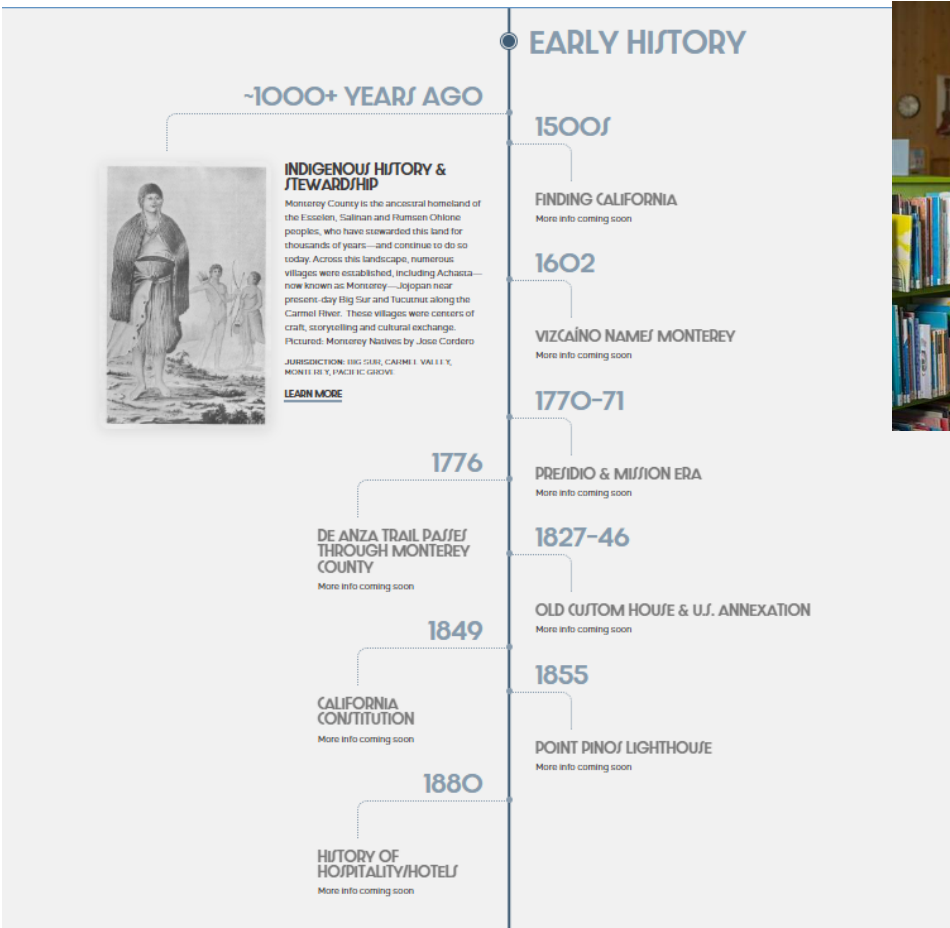 EARLY HISTORY
~1000+ YEARS AGO
INDIGENOUS HISTORY &
STEWARDSHIP
Monterey County is the ancestral homeland of
the Esselen, Salinan and Rumsen Ohlone
peoples, who have stewarded this land for
thousands of years—and continue to do so
today. Across this landscape, numerous
villages were established, including Achasta—
now known as Monterey—Jojopan near
present-day Big Sur and Tucutnut along the
Carmel River. These villages were centers of
craft, storytelling and cultural exchange.
Pictured: Monterey Natives by Jose Cordero
JURISDICTION: BIG SUR, CARMEL VALLEY,
MONTEREY, PACIFIC GROVE
LEARN MORE
1500S
FINDING CALIFORNIA
More info coming soon
1602
VIZCAÍNO NAMES MONTEREY
More info coming soon
1770–71
PRESIDIO & MISSION ERA
More info coming soon
1776
DE ANZA TRAIL PASSES
THROUGH MONTEREY
COUNTY
More info coming soon
1827–46
OLD CUSTOM HOUSE & U.S. ANNEXATION
More info coming soon
1849
CALIFORNIA
CONSTITUTION
More info coming soon
1855
POINT PINOS LIGHTHOUSE
More info coming soon
1880
HISTORY OF
HOSPITALITY/HOTELS
More info coming soon